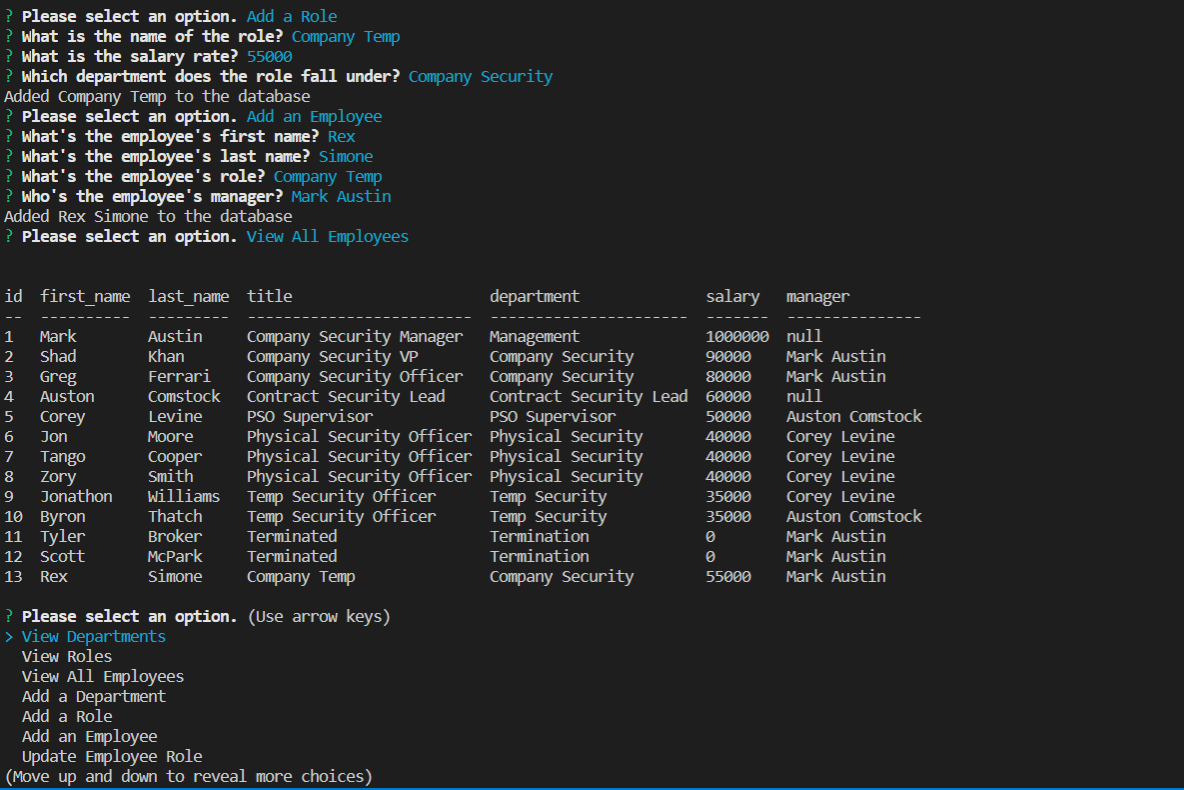 ? Please select an option. Add a Role
? What is the name of the role? Company Temp
? What is the salary rate? 55000
? Which department does the role fall under? Company Security
Added Company Temp to the database
? Please select an option. Add an Employee
? What's the employee's first name? Rex
? What's the employee's last name? Simone
? What's the employee's role? Company Temp
? Who's the employee's manager? Mark Austin
Added Rex Simone to the database
? Please select an option. View All Employees
id  first_name  last_name  title                      department              salary   manager
--  ----------  ---------  -------------------------  ----------------------  -------  ---------------
1   Mark        Austin     Company Security Manager   Management              1000000  null
2   Shad        Khan       Company Security VP        Company Security        90000    Mark Austin
3   Greg        Ferrari    Company Security Officer   Company Security        80000    Mark Austin
4   Auston      Comstock   Contract Security Lead     Contract Security Lead  60000    null
5   Corey       Levine     PSO Supervisor             PSO Supervisor          50000    Auston Comstock
6   Jon         Moore      Physical Security Officer  Physical Security       40000    Corey Levine
7   Tango       Cooper     Physical Security Officer  Physical Security       40000    Corey Levine
8   Zory        Smith      Physical Security Officer  Physical Security       40000    Corey Levine
9   Jonathon    Williams   Temp Security Officer      Temp Security           35000    Corey Levine
10  Byron       Thatch     Temp Security Officer      Temp Security           35000    Auston Comstock
11  Tyler       Broker     Terminated                 Termination             0        Mark Austin
12  Scott       McPark     Terminated                 Termination             0        Mark Austin
13  Rex         Simone     Company Temp               Company Security        55000    Mark Austin
? Please select an option. (Use arrow keys)
> View Departments
  View Roles
  View All Employees
  Add a Department
  Add a Role
  Add an Employee
  Update Employee Role
(Move up and down to reveal more choices)